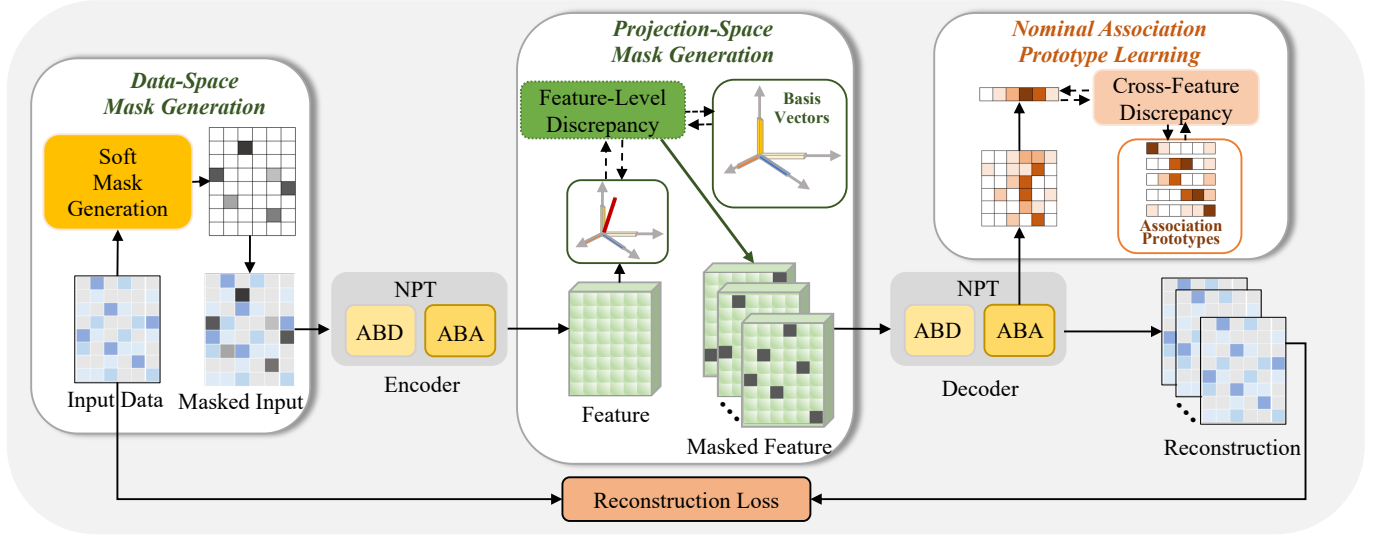 Data-Space
Mask Generation
Soft
Mask
Generation
Input Data
Masked Input
NPT
ABD
ABA
Encoder
Projection-Space
Mask Generation
Feature-Level
Discrepancy
Basis
Vectors
Feature
Masked Feature
NPT
ABD
ABA
Decoder
Nominal Association
Prototype Learning
Cross-Feature
Discrepancy
Association
Prototypes
Reconstruction
Reconstruction Loss